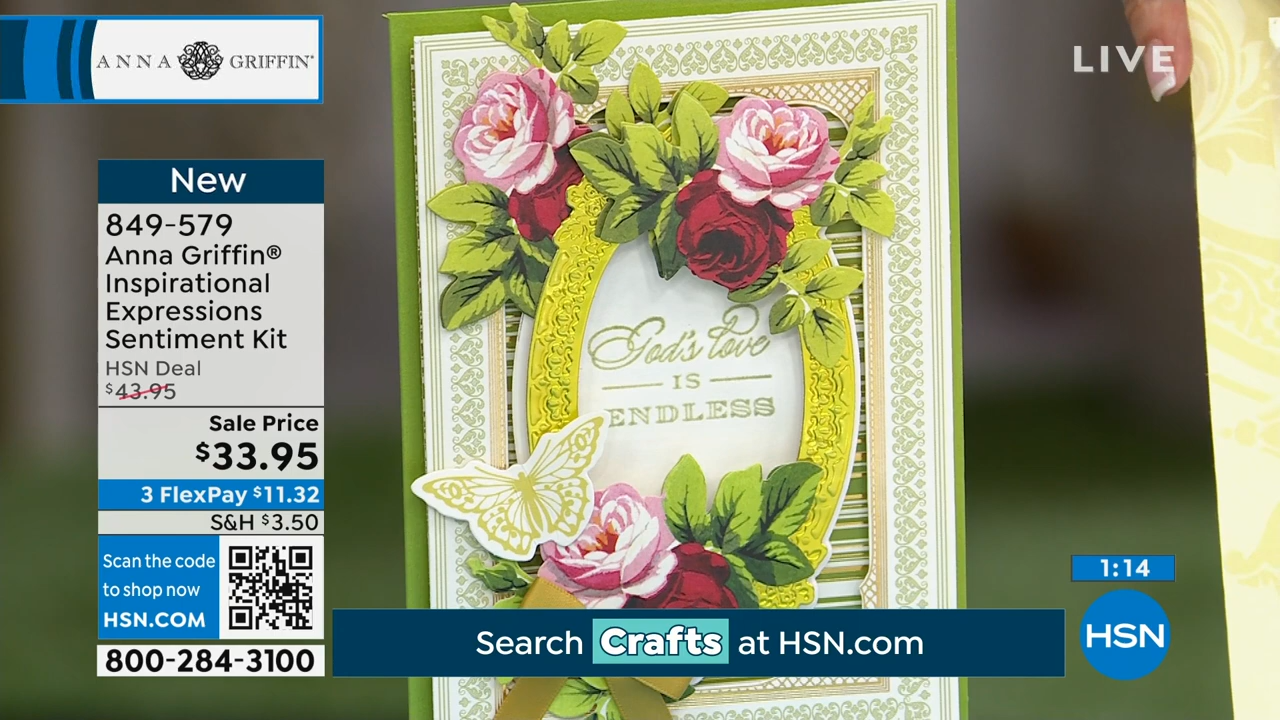 ANNA GRIFFIN®
LIVE
New
849-579
Anna Griffin®
Inspirational
Expressions
Sentiment Kit
HSN Deal
$43.95
Sale Price
$33.95
3 FlexPay $11.32
S&H $3.50
Scan the code
to shop now
HSN.COM
800-284-3100
God's love
IS
ENDLESS
Search Crafts at HSN.com
1:14
HSN